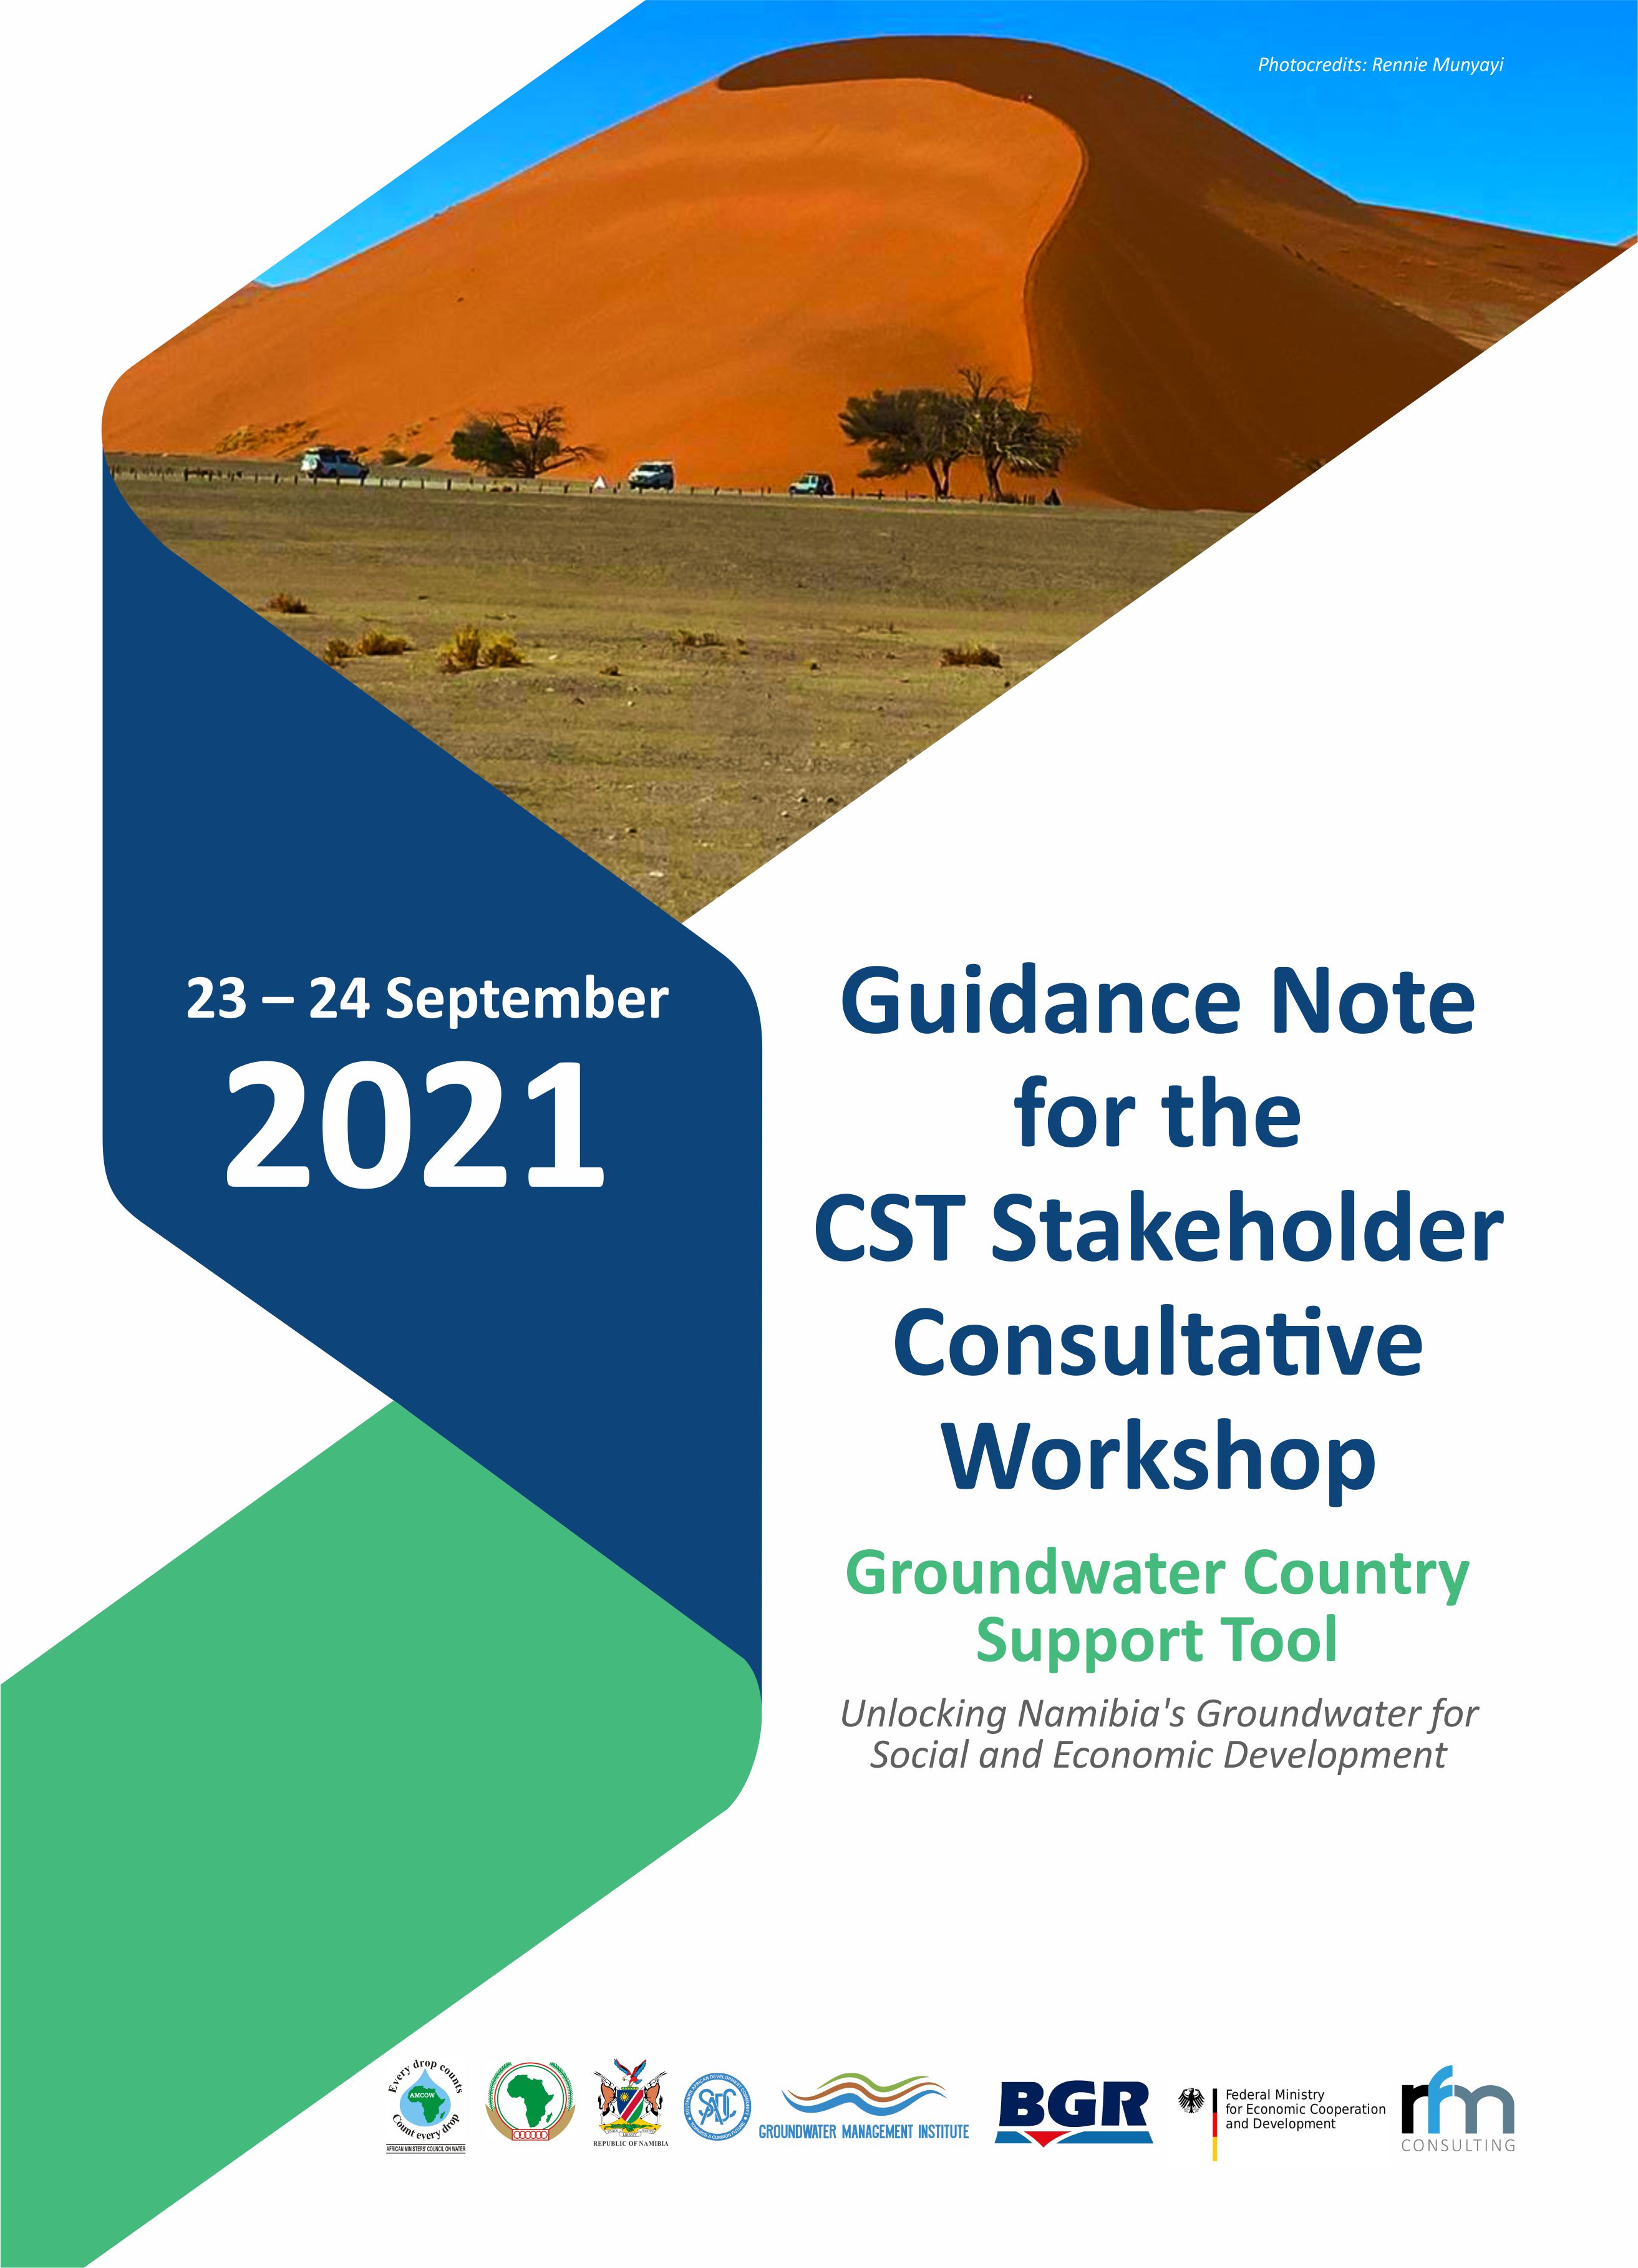 Photocredits: Rennie Munyayi
23 – 24 September
2021
Guidance Note
for the
CST Stakeholder
Consultative
Workshop
Groundwater Country
Support Tool
Unlocking Namibia's Groundwater for
Social and Economic Development
Every drop counts
AMCOW
Count every drop
AFRICAN MINISTERS' COUNCIL ON WATER
REPUBLIC OF NAMIBIA
SADC
GROUNDWATER MANAGEMENT INSTITUTE
BGR
Federal Ministry
for Economic Cooperation
and Development
rfm
CONSULTING